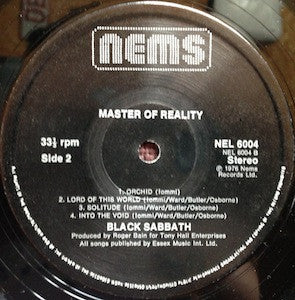 nems
MASTER OF REALITY
33⅓ rpm
Side 2
NEL 6004
NEL 6004 B
Stereo
℗ 1976 Nems
Records Ltd.
1. ORCHID (Iommi)
2. LORD OF THIS WORLD (Iommi/Ward/Butler/Osborne)
3. SOLITUDE (Iommi/Ward/Butler/Osborne)
4. INTO THE VOID (Iommi/Ward/Butler/Osborne)
BLACK SABBATH
Produced by Roger Bain for Tony Hall Enterprises
All songs published by Essex Music Int. Ltd.